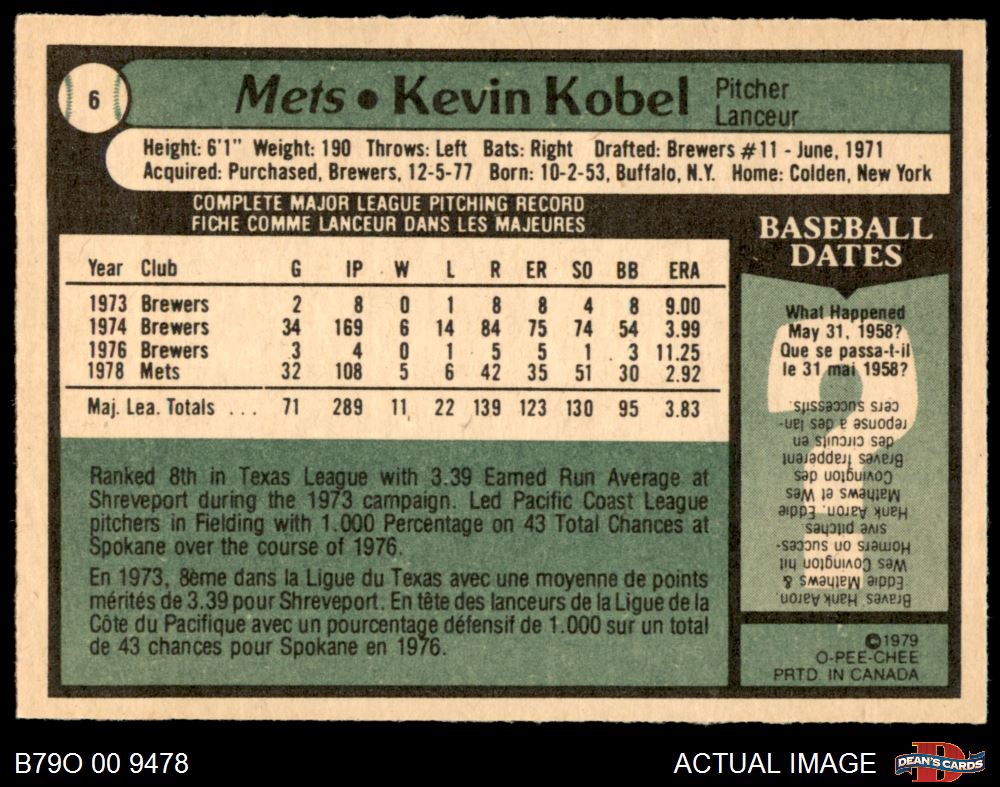 6
Mets • Kevin Kobel
Pitcher
Lanceur
Height: 6'1" Weight: 190 Throws: Left Bats: Right Drafted: Brewers #11 - June, 1971
Acquired: Purchased, Brewers, 12-5-77 Born: 10-2-53, Buffalo, N.Y. Home: Colden, New York
COMPLETE MAJOR LEAGUE PITCHING RECORD
FICHE COMME LANCEUR DANS LES MAJEURES
Year Club G IP W L R ER SO BB ERA
1973 Brewers 2 8 0 1 8 8 4 8 9.00
1974 Brewers 34 169 6 14 84 75 74 54 3.99
1976 Brewers 3 4 0 1 5 5 1 3 11.25
1978 Mets 32 108 5 6 42 35 51 30 2.92
Maj. Lea. Totals ... 71 289 11 22 139 123 130 95 3.83
Ranked 8th in Texas League with 3.39 Earned Run Average at
Shreveport during the 1973 campaign. Led Pacific Coast League
pitchers in Fielding with 1.000 Percentage on 43 Total Chances at
Spokane over the course of 1976.
En 1973, 8ème dans la Ligue du Texas avec une moyenne de points
mérités de 3.39 pour Shreveport. En tête des lanceurs de la Ligue de la
Côte du Pacifique avec un pourcentage défensif de 1.000 sur un total
de 43 chances pour Spokane en 1976.
BASEBALL
DATES
What Happened
May 31, 1958?
Que se passa-t-il
le 31 mai 1958?
Braves' Hank Aaron,
Eddie Mathews &
Wes Covington hit
Homers on succes-
sive pitches
Hank Aaron, Eddie
Mathews et Wes
Covington des
Braves frapperent
des circuits en
reponse a des lan-
cers successifs.
©1979
O-PEE-CHEE
PRTD. IN CANADA
B79O 00 9478
ACTUAL IMAGE
DEAN'S CARDS